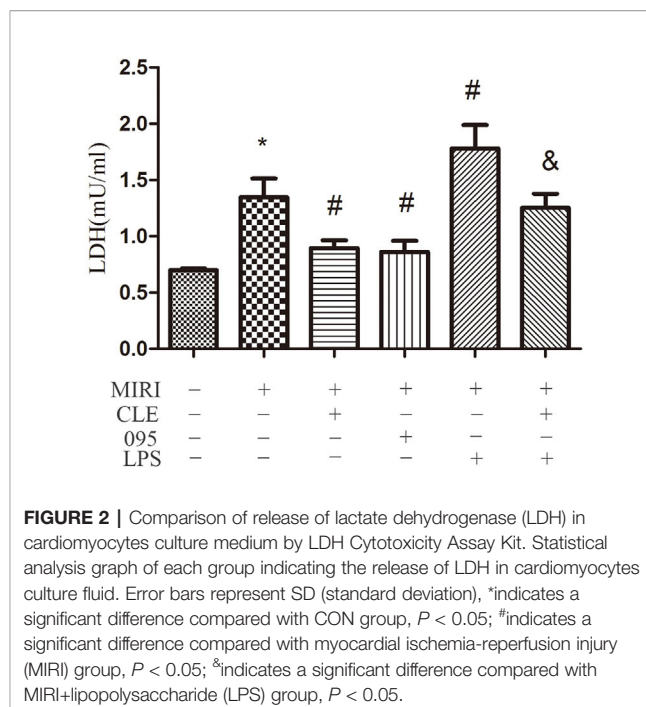 2.5
2.0
1.5
1.0
0.5
0.0
LDH(mU/ml)
*
#
#
#
&
MIRI − + + + + +
CLE − − + − − +
095 − − − + − −
LPS − − − − + +
FIGURE 2 | Comparison of release of lactate dehydrogenase (LDH) in
cardiomyocytes culture medium by LDH Cytotoxicity Assay Kit. Statistical
analysis graph of each group indicating the release of LDH in cardiomyocytes
culture fluid. Error bars represent SD (standard deviation), *indicates a
significant difference compared with CON group, P < 0.05; #indicates a
significant difference compared with myocardial ischemia-reperfusion injury
(MIRI) group, P < 0.05; &indicates a significant difference compared with
MIRI+lipopolysaccharide (LPS) group, P < 0.05.